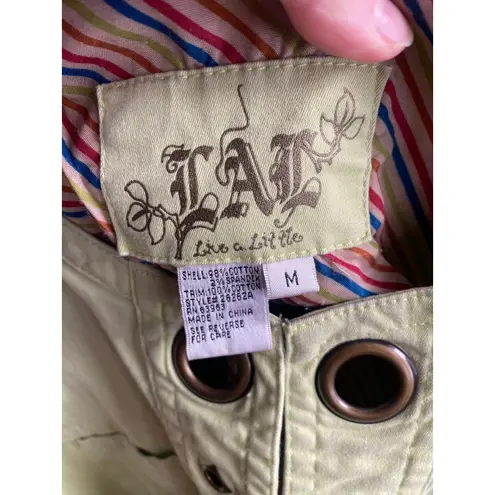 LAL
Live a Little
SHELL: 98% COTTON
2% SPANDEX
TRIM: 100% COTTON
STYLE# 26262A
RN 83963
MADE IN CHINA
SEE REVERSE
FOR CARE
M